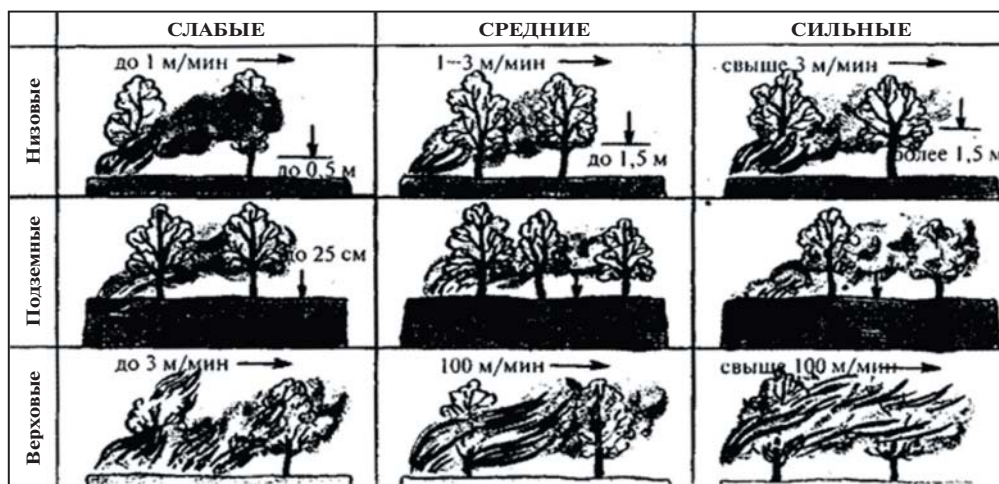 СЛАБЫЕ СРЕДНИЕ СИЛЬНЫЕ
Низовые
до 1 м/мин
до 0,5 м
1–3 м/мин
до 1,5 м
свыше 3 м/мин
более 1,5 м
Подземные
до 25 см
Верховые
до 3 м/мин
100 м/мин
свыше 100 м/мин